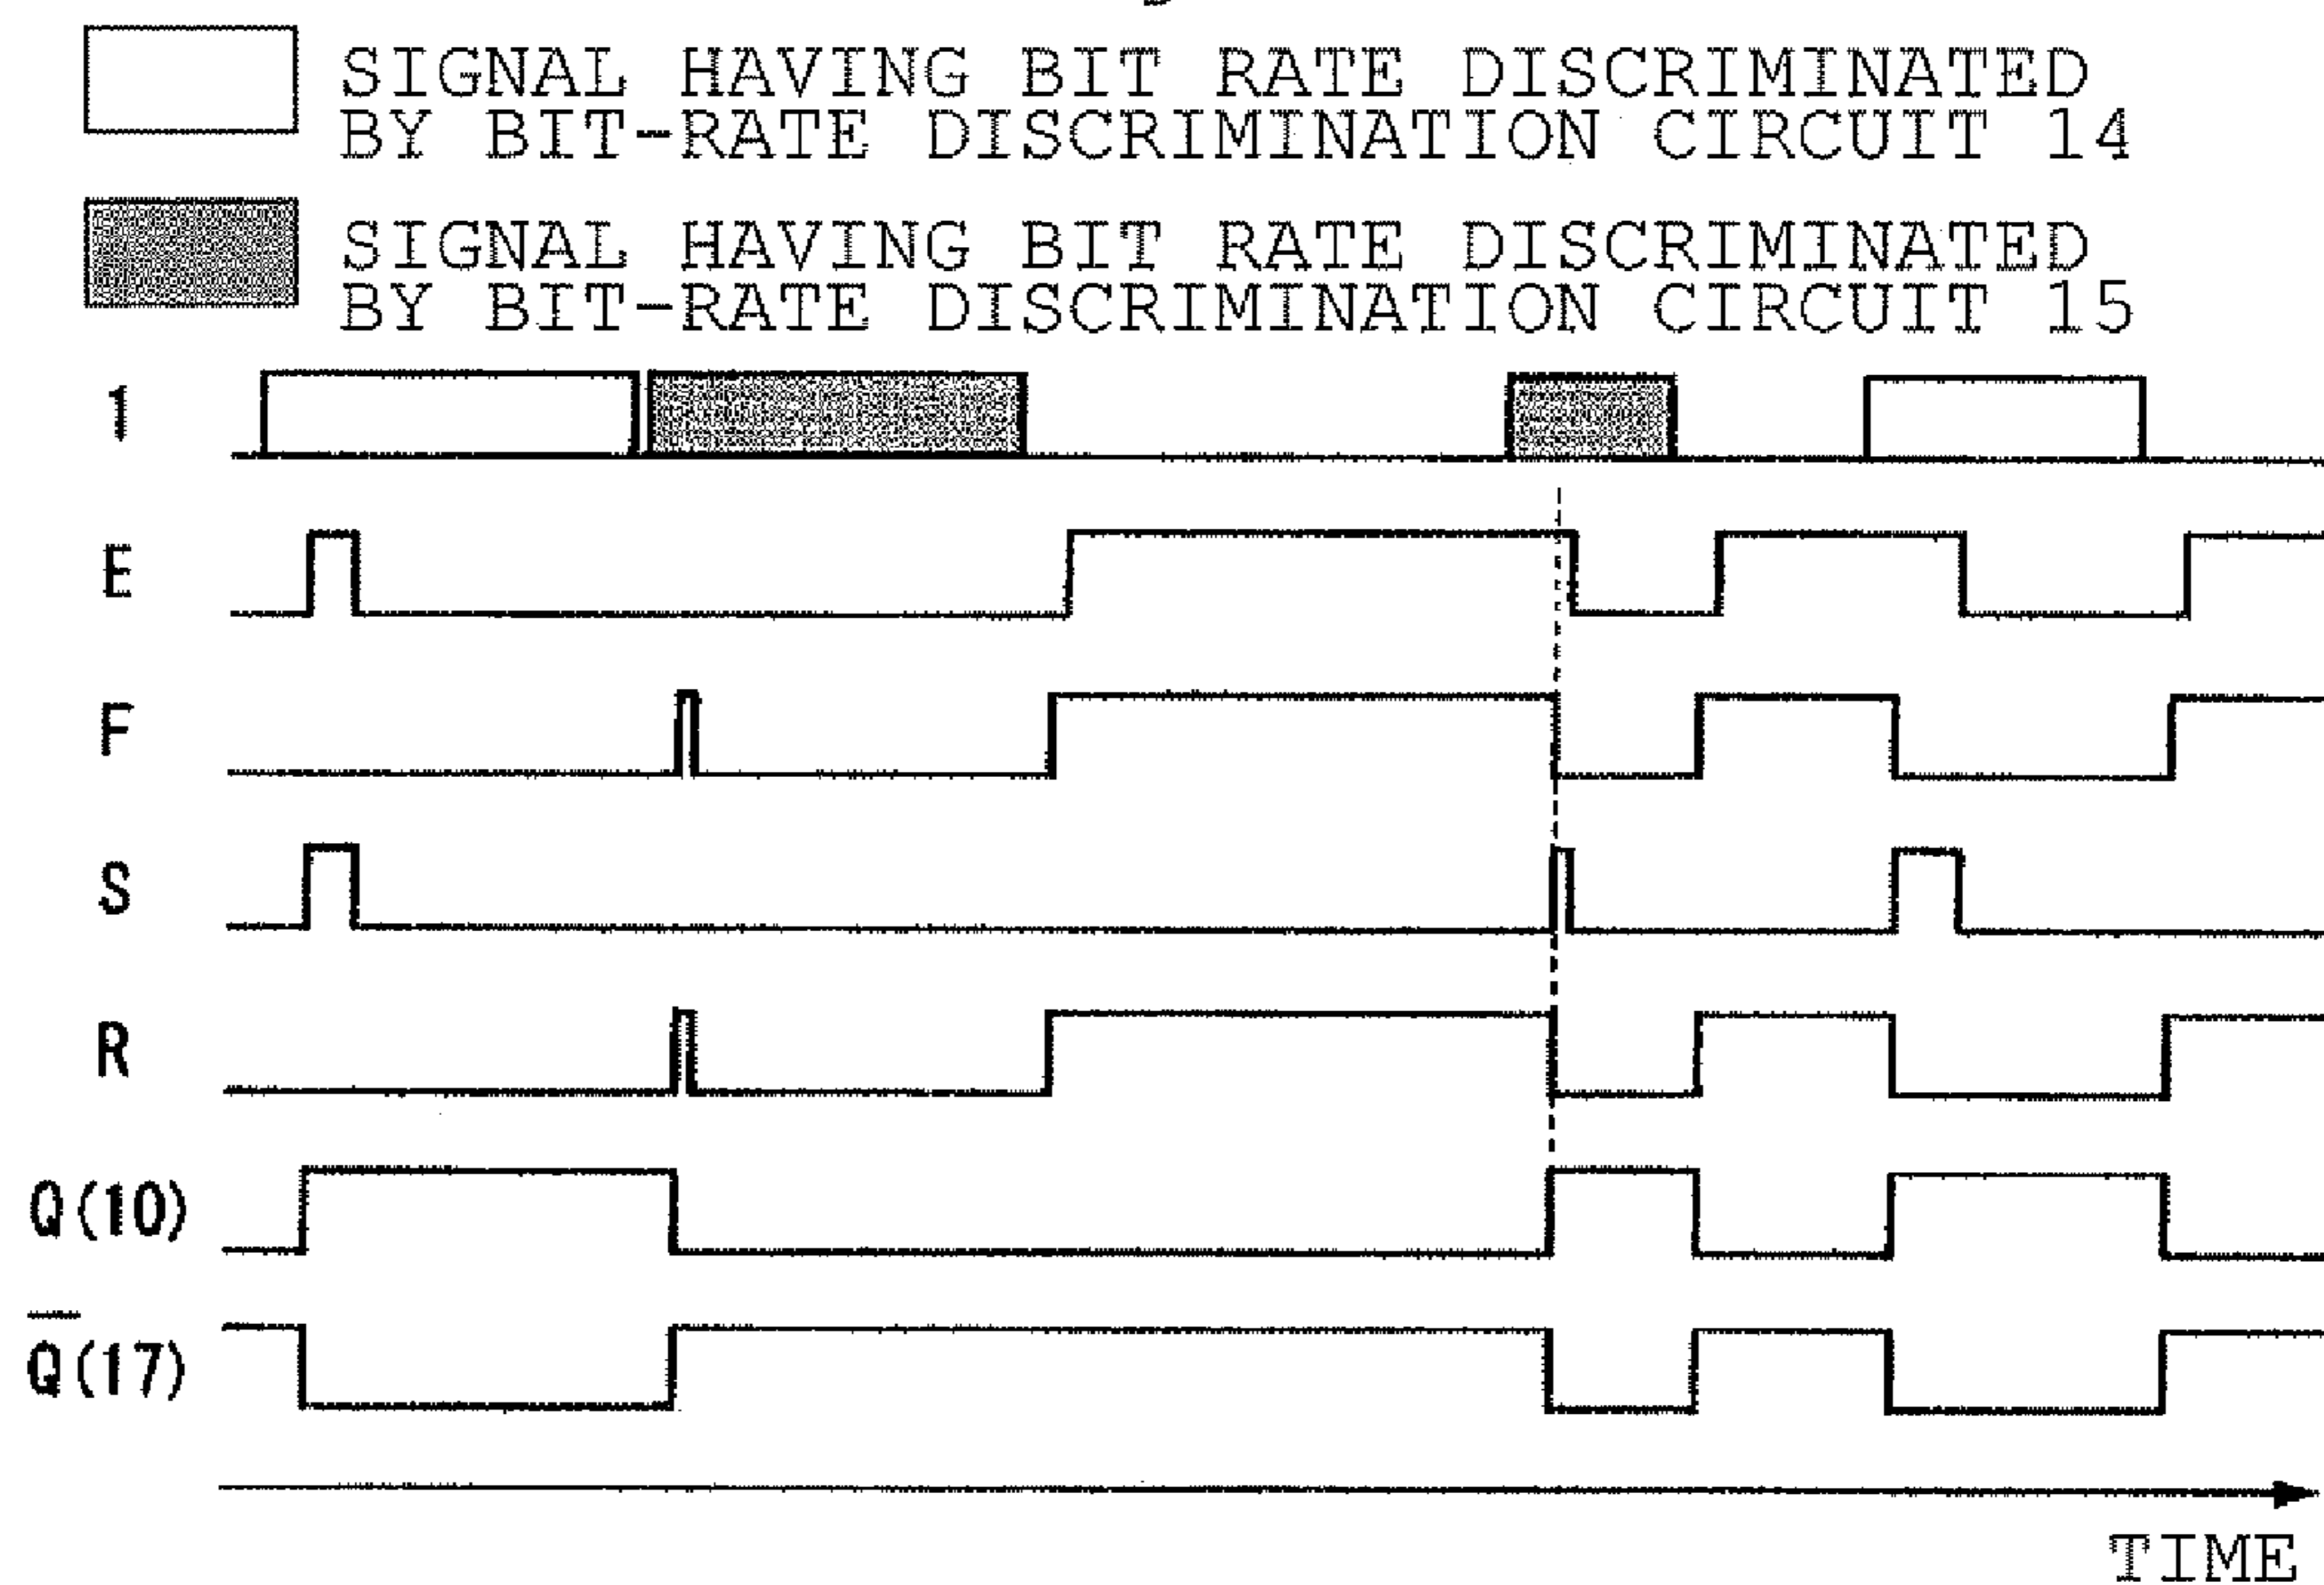 SIGNAL HAVING BIT RATE DISCRIMINATED
BY BIT-RATE DISCRIMINATION CIRCUIT 14
SIGNAL HAVING BIT RATE DISCRIMINATED
BY BIT-RATE DISCRIMINATION CIRCUIT 15
1
E
F
S
R
Q(10)
Q̅(17)
TIME